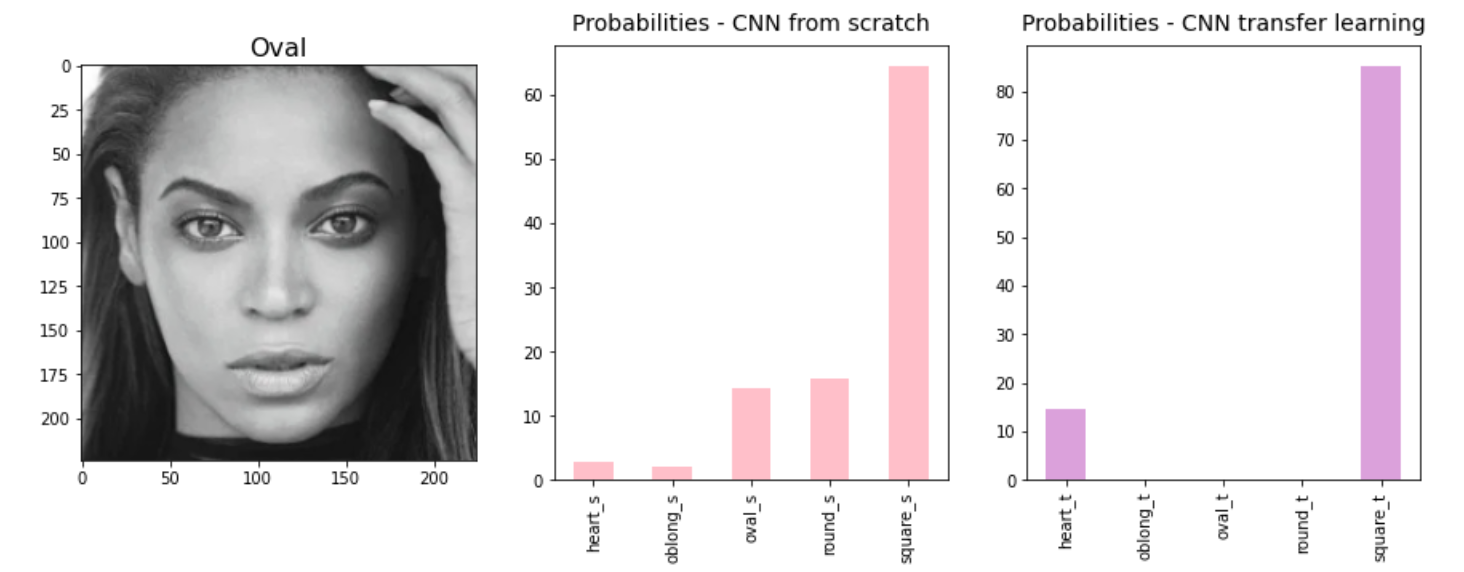 Oval
0
25
50
75
100
125
150
175
200
0 50 100 150 200
Probabilities - CNN from scratch
60
50
40
30
20
10
0
heart_s
oblong_s
oval_s
round_s
square_s
Probabilities - CNN transfer learning
80
70
60
50
40
30
20
10
0
heart_t
oblong_t
oval_t
round_t
square_t